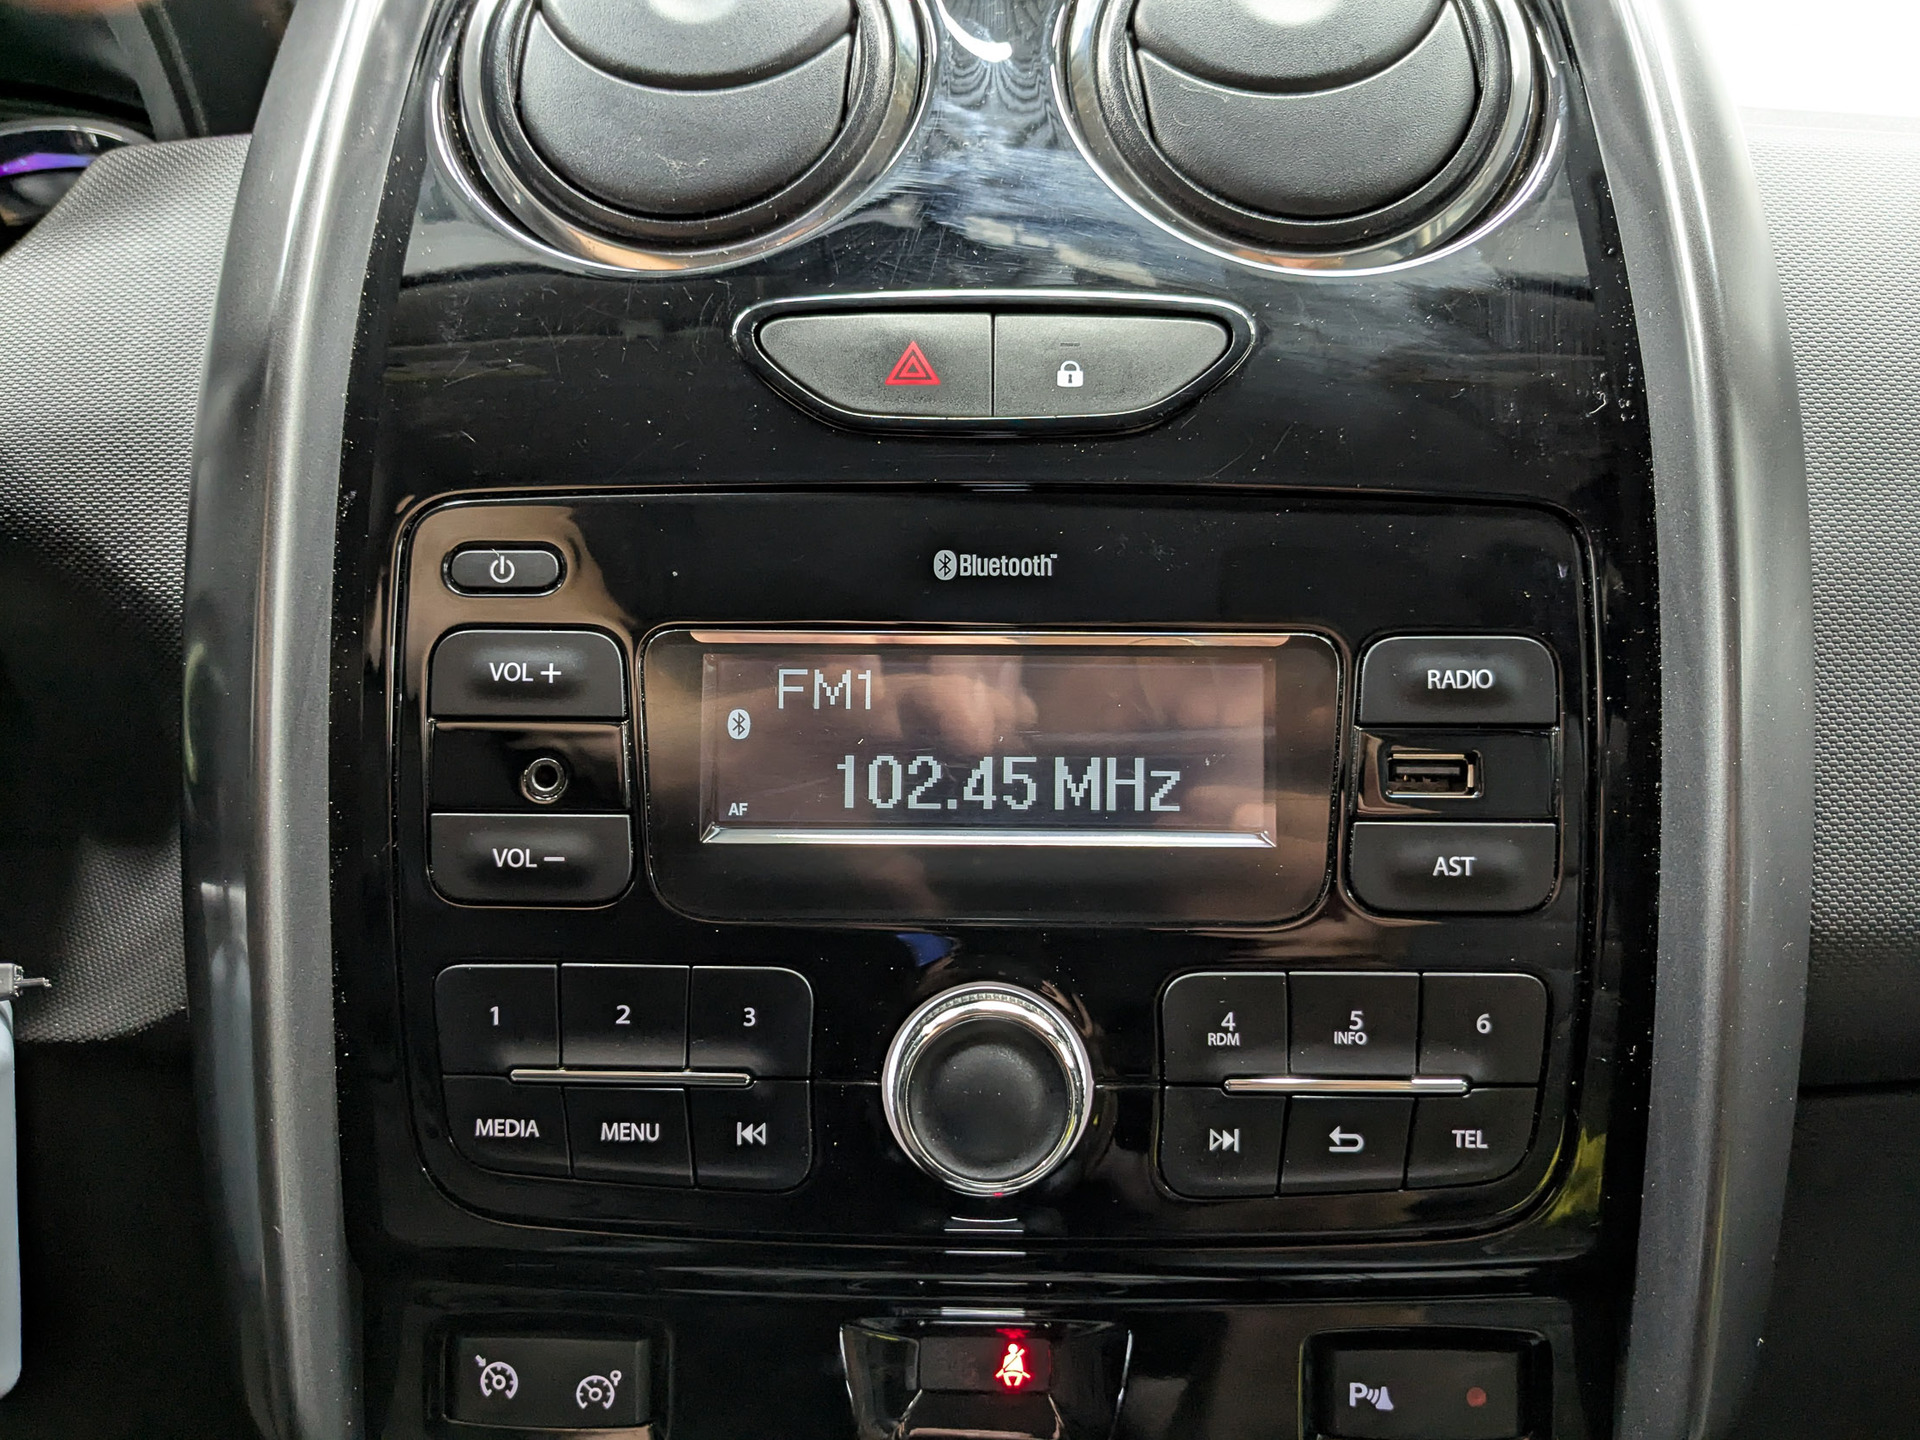 Bluetooth™
VOL +
FM1
RADIO
102.45 MHz
AF
VOL −
AST
1 2 3
4 5 6
RDM INFO
MEDIA MENU
TEL
P